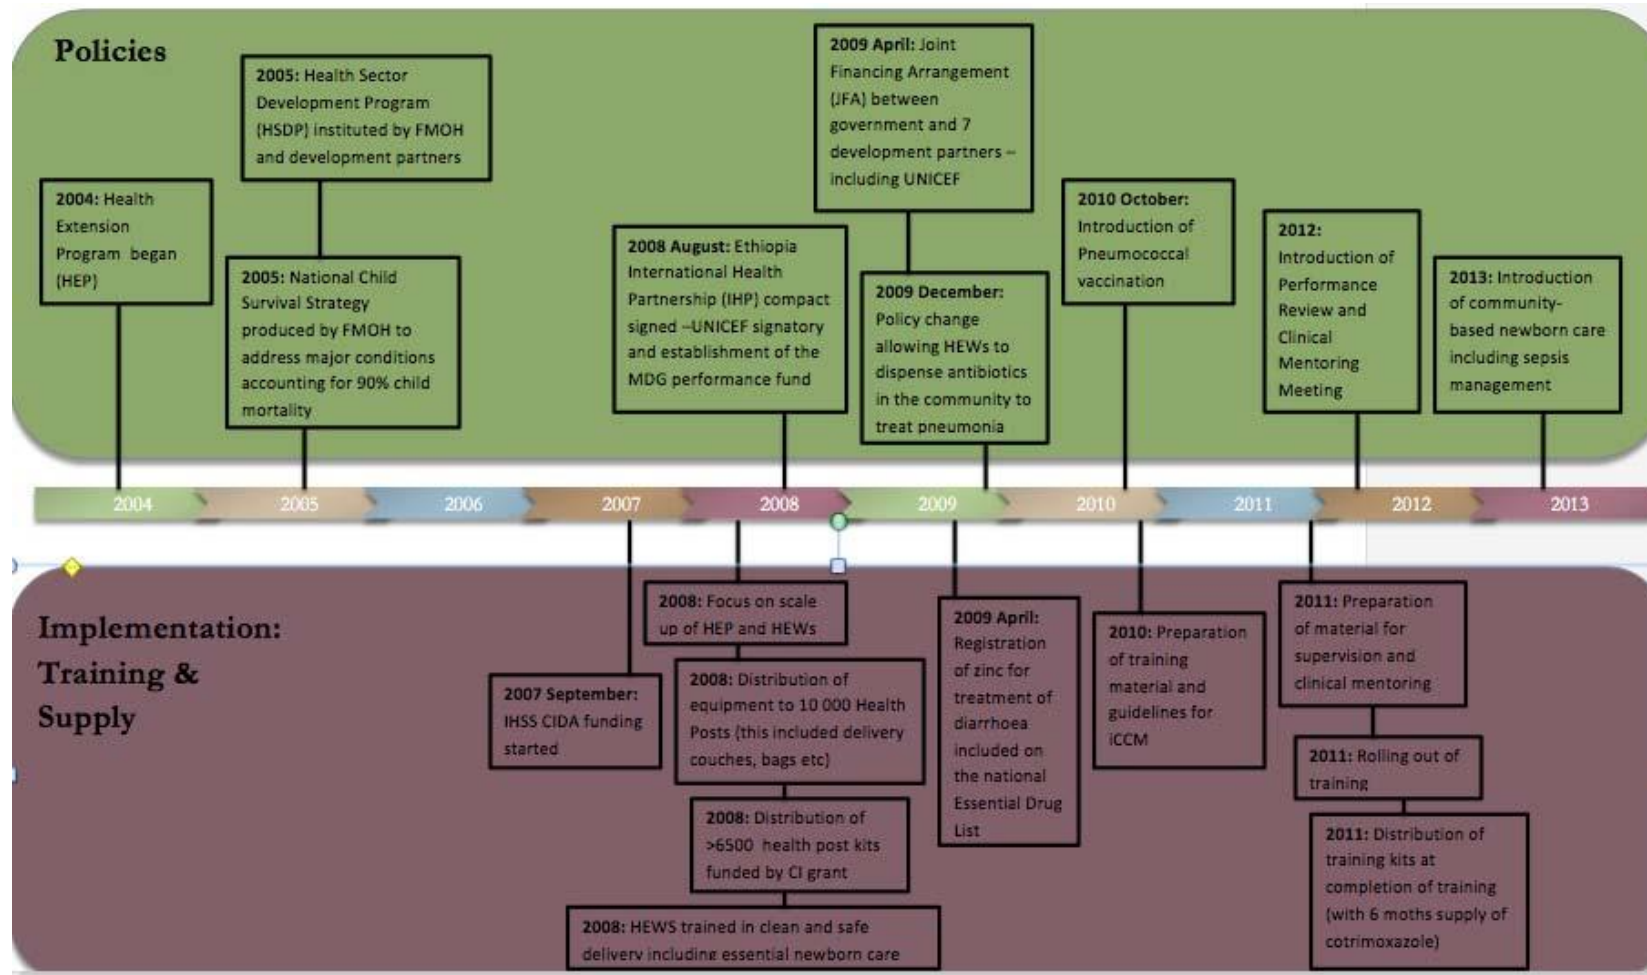 Policies
2004: Health
Extension
Program began
(HEP)
2005: Health Sector
Development Program
(HSDP) instituted by FMOH
and development partners
2005: National Child
Survival Strategy
produced by FMOH to
address major conditions
accounting for 90% child
mortality
2008 August: Ethiopia
International Health
Partnership (IHP) compact
signed –UNICEF signatory
and establishment of the
MDG performance fund
2009 April: Joint
Financing Arrangement
(JFA) between
government and 7
development partners –
including UNICEF
2009 December:
Policy change
allowing HEWs to
dispense antibiotics
in the community to
treat pneumonia
2010 October:
Introduction of
Pneumococcal
vaccination
2012:
Introduction of
Performance
Review and
Clinical
Mentoring
Meeting
2013: Introduction
of community-
based newborn care
including sepsis
management
2004 2005 2006 2007 2008 2009 2010 2011 2012 2013
Implementation:
Training &
Supply
2007 September:
IHSS CIDA funding
started
2008: Focus on scale
up of HEP and HEWs
2008: Distribution of
equipment to 10 000 Health
Posts (this included delivery
couches, bags etc)
2008: Distribution of
>6500 health post kits
funded by CI grant
2008: HEWS trained in clean and safe
delivery including essential newborn care
2009 April:
Registration
of zinc for
treatment of
diarrhoea
included on
the national
Essential Drug
List
2010: Preparation
of training
material and
guidelines for
iCCM
2011: Preparation
of material for
supervision and
clinical mentoring
2011: Rolling out of
training
2011: Distribution of
training kits at
completion of training
(with 6 moths supply of
cotrimoxazole)